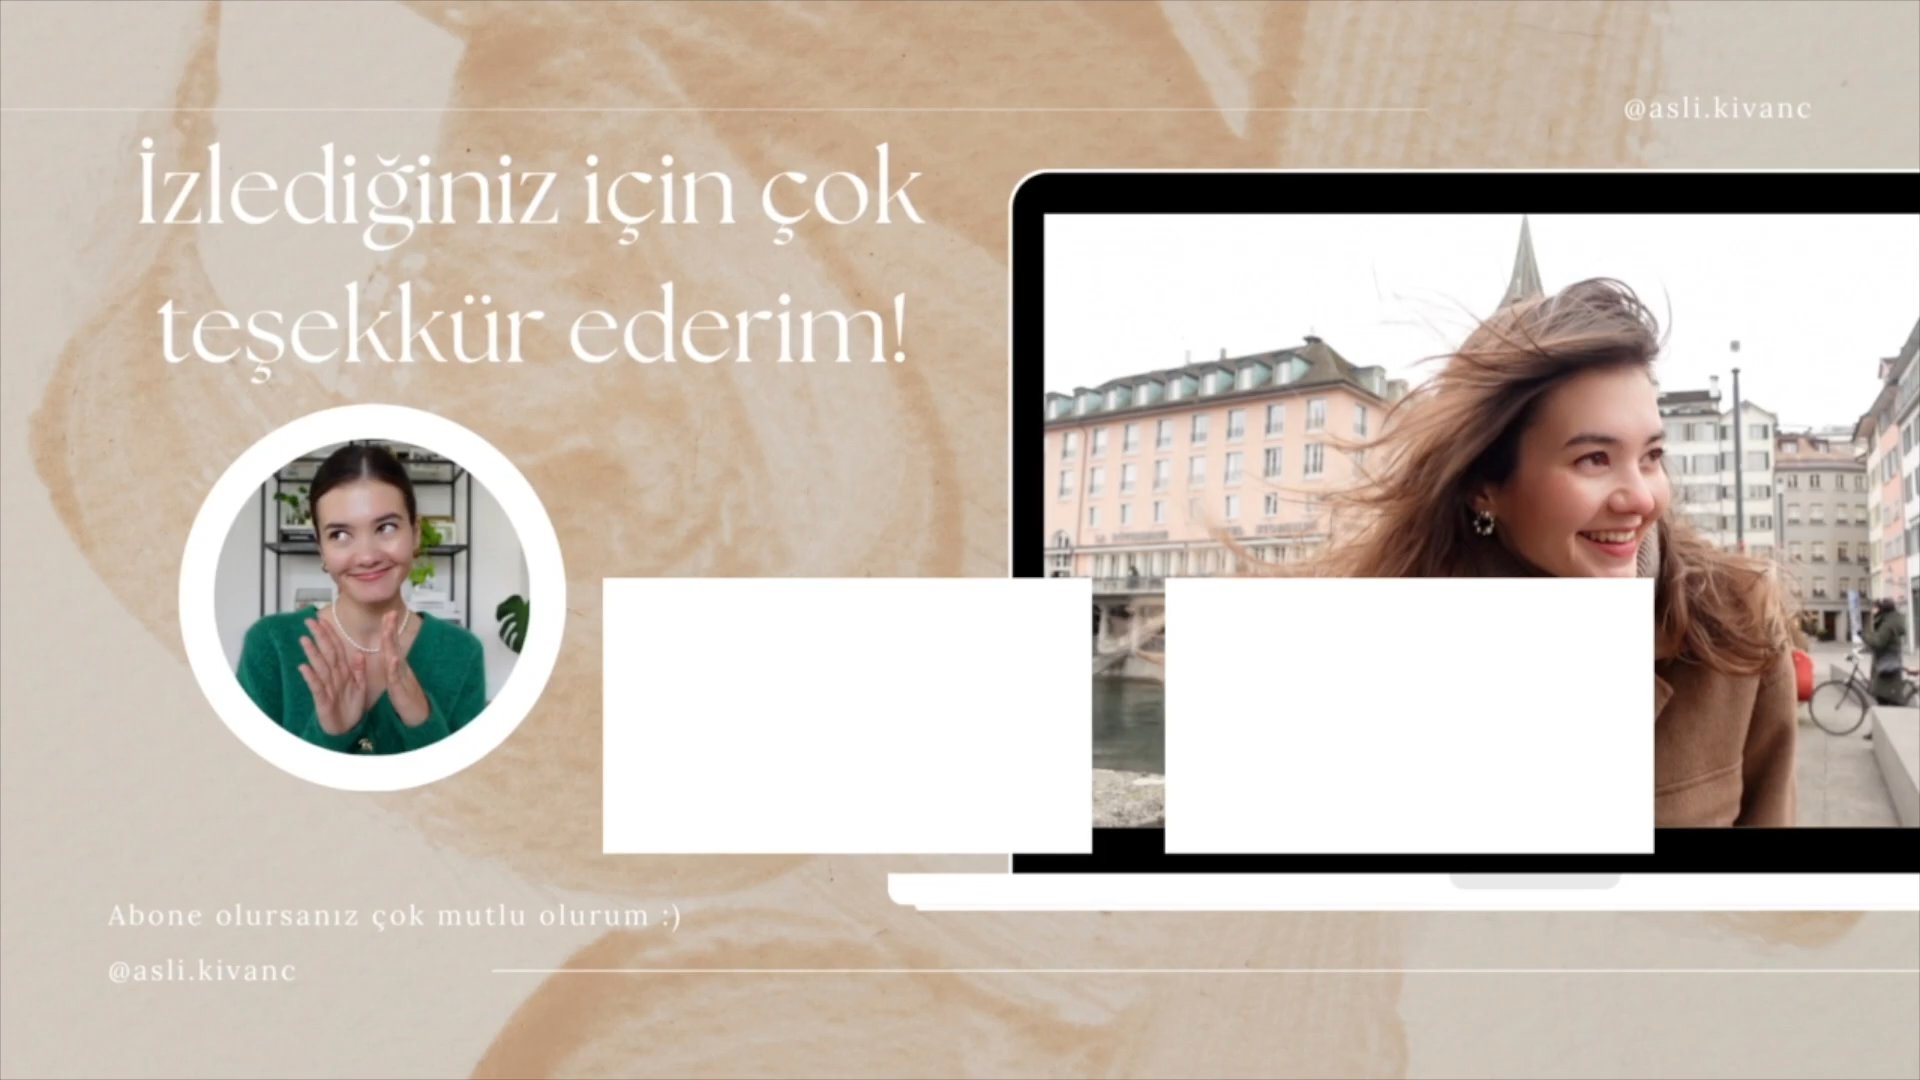 @asli.kivanc
İzlediğiniz için çok
teşekkür ederim!
Abone olursanız çok mutlu olurum :)
@asli.kivanc